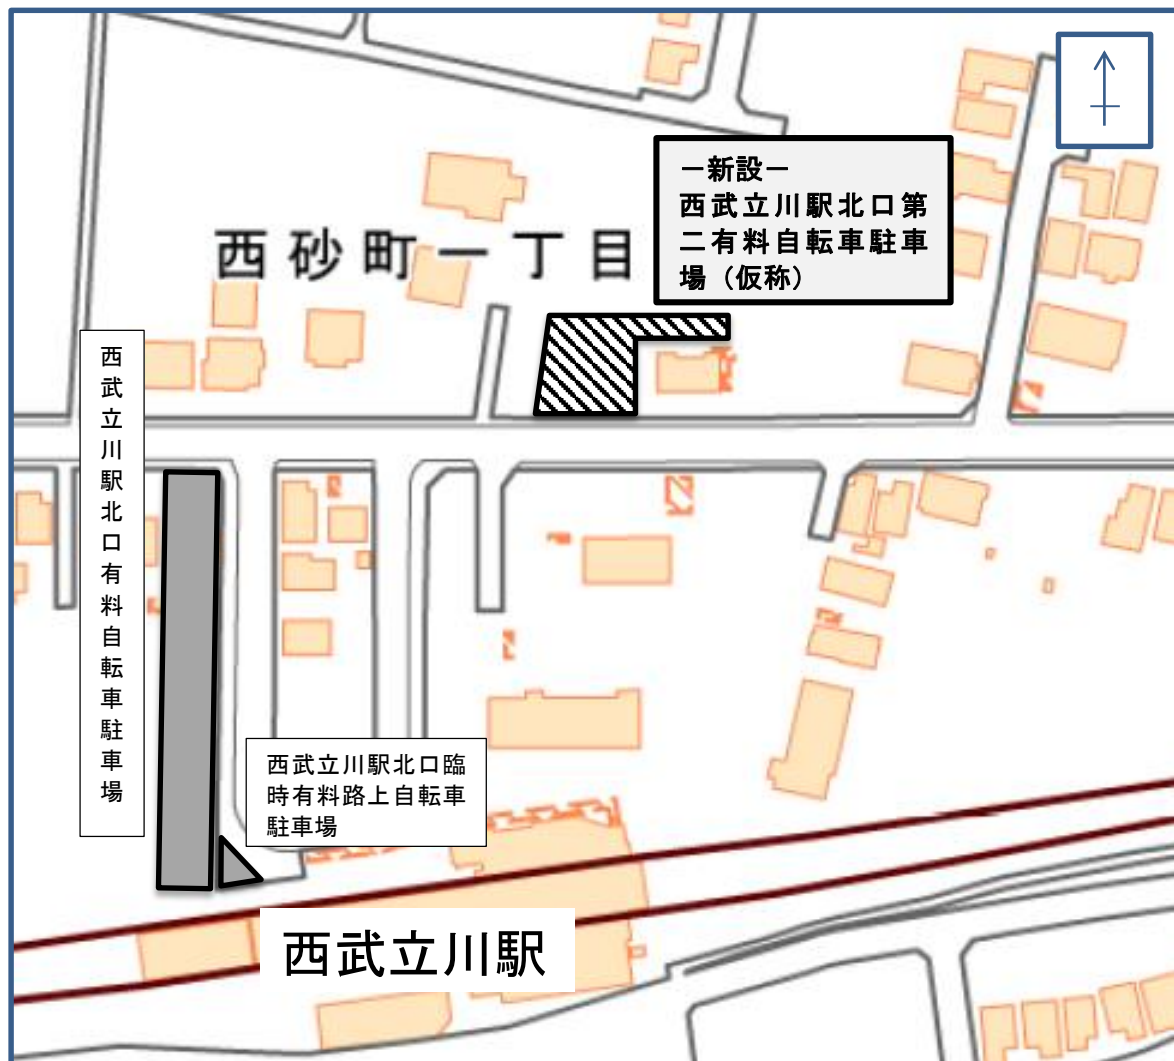 －新設－
西武立川駅北口第
二有料自転車駐車
場（仮称）
西砂町一丁目
西武立川駅北口有料自転車駐車場
西武立川駅北口臨
時有料路上自転車
駐車場
西武立川駅